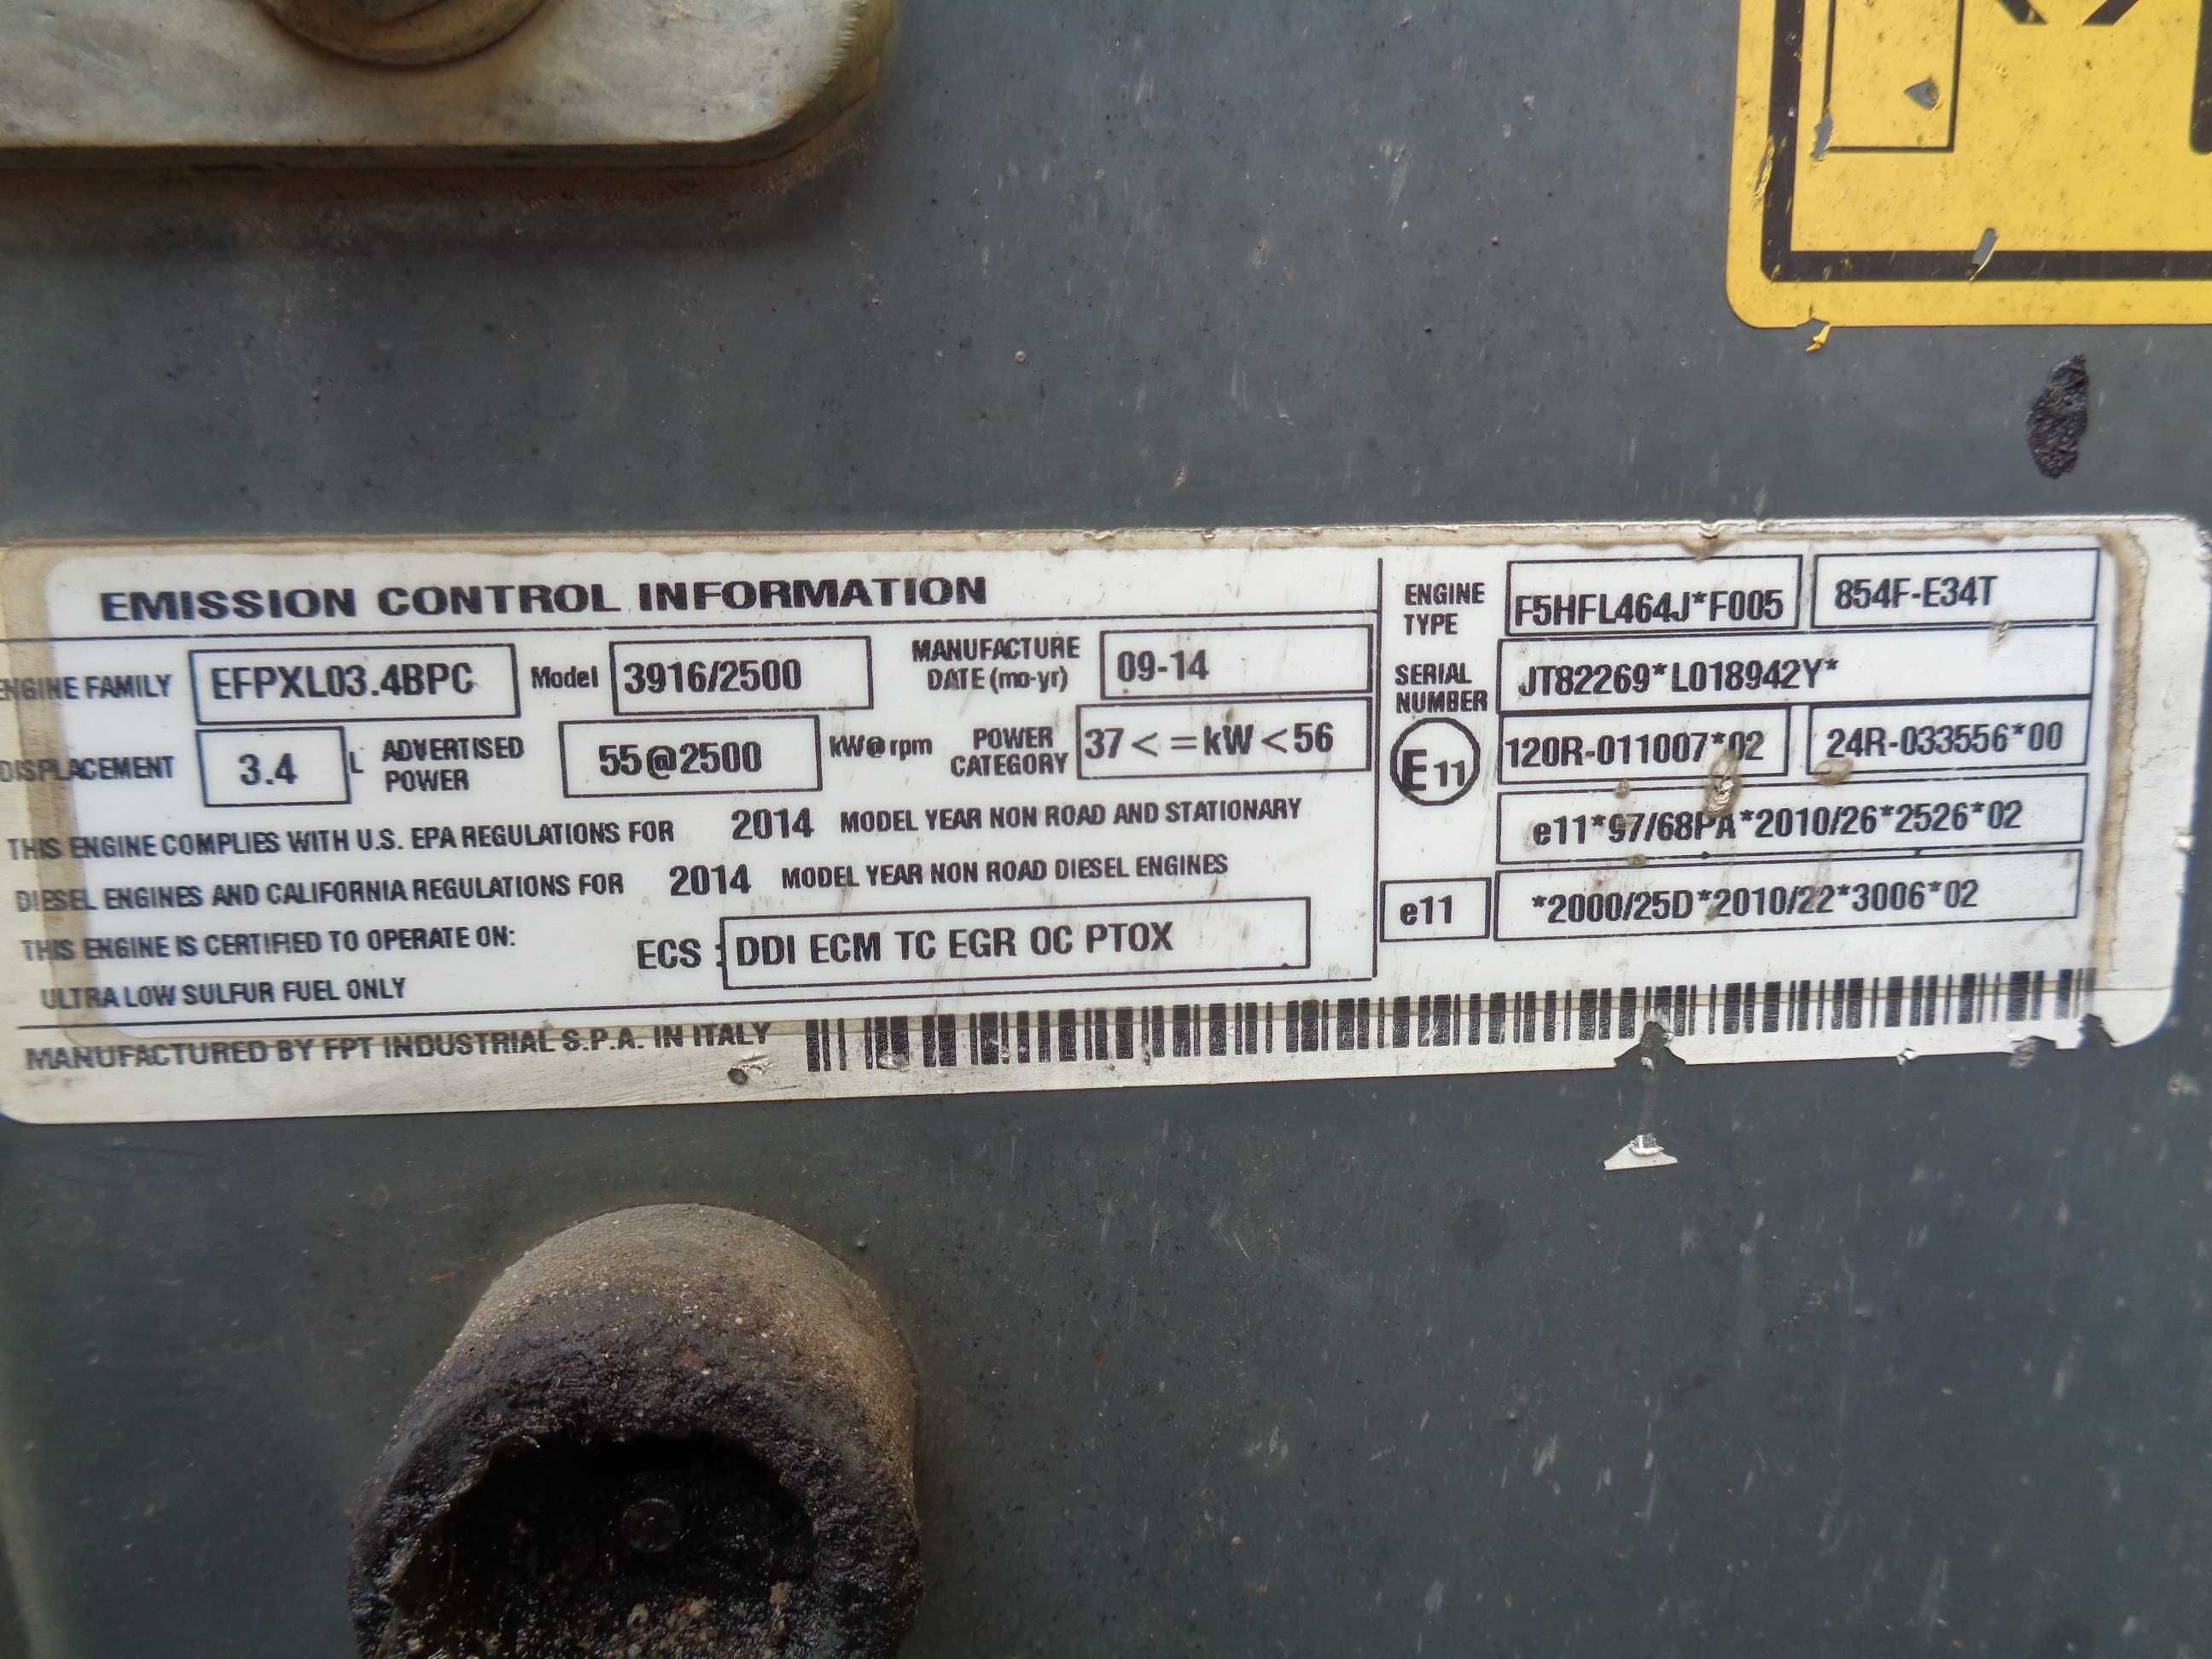 EMISSION CONTROL INFORMATION
ENGINE FAMILY EFPXL03.4BPC Model 3916/2500 MANUFACTURE DATE (mo-yr) 09-14
DISPLACEMENT 3.4 L ADVERTISED POWER 55@2500 kW@rpm POWER CATEGORY 37 < = kW < 56
THIS ENGINE COMPLIES WITH U.S. EPA REGULATIONS FOR 2014 MODEL YEAR NON ROAD AND STATIONARY
DIESEL ENGINES AND CALIFORNIA REGULATIONS FOR 2014 MODEL YEAR NON ROAD DIESEL ENGINES
THIS ENGINE IS CERTIFIED TO OPERATE ON:
ULTRA LOW SULFUR FUEL ONLY
ECS : DDI ECM TC EGR OC PTOX
MANUFACTURED BY FPT INDUSTRIAL S.P.A. IN ITALY
ENGINE TYPE F5HFL464J*F005 854F-E34T
SERIAL NUMBER JT82269*L018942Y*
E11 120R-011007*02 24R-033556*00
e11*97/68PA*2010/26*2526*02
e11 *2000/25D*2010/22*3006*02